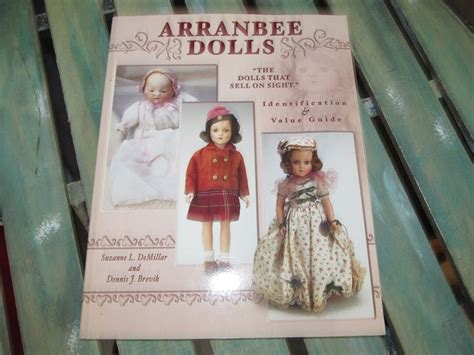 ARRANBEE
DOLLS
"THE
DOLLS THAT
SELL ON SIGHT."
Identification
&
Value Guide
Suzanne L. DeMillar
and
Dennis J. Brevik